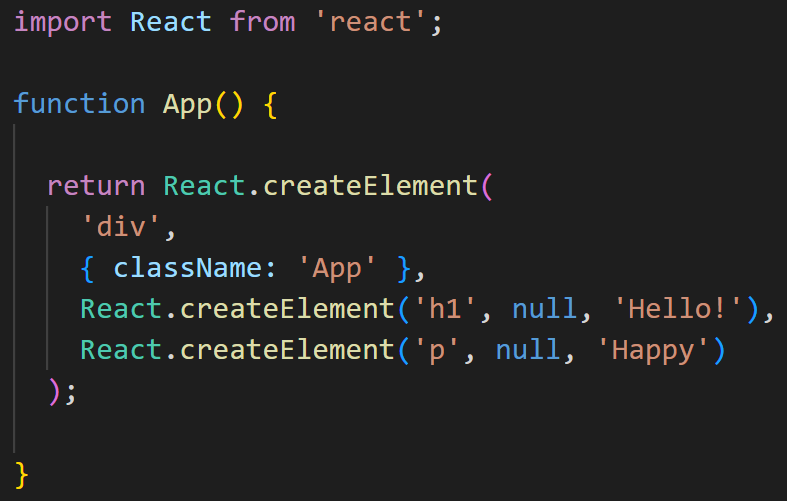 import React from 'react';
function App() {
return React.createElement(
'div',
{ className: 'App' },
React.createElement('h1', null, 'Hello!'),
React.createElement('p', null, 'Happy')
);
}